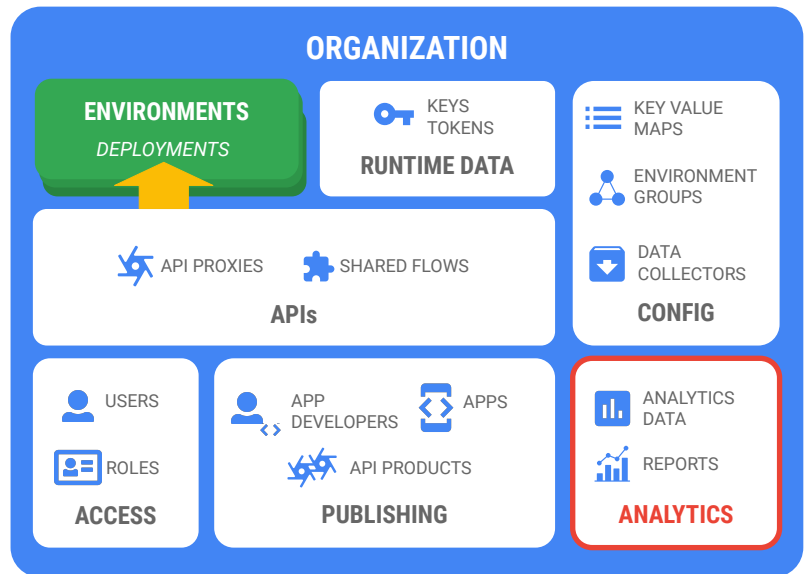 ORGANIZATION
ENVIRONMENTS
DEPLOYMENTS
KEYS
TOKENS
RUNTIME DATA
KEY VALUE
MAPS
ENVIRONMENT
GROUPS
DATA
COLLECTORS
CONFIG
API PROXIES
SHARED FLOWS
APIs
USERS
ROLES
ACCESS
APP
DEVELOPERS
APPS
API PRODUCTS
PUBLISHING
ANALYTICS
DATA
REPORTS
ANALYTICS